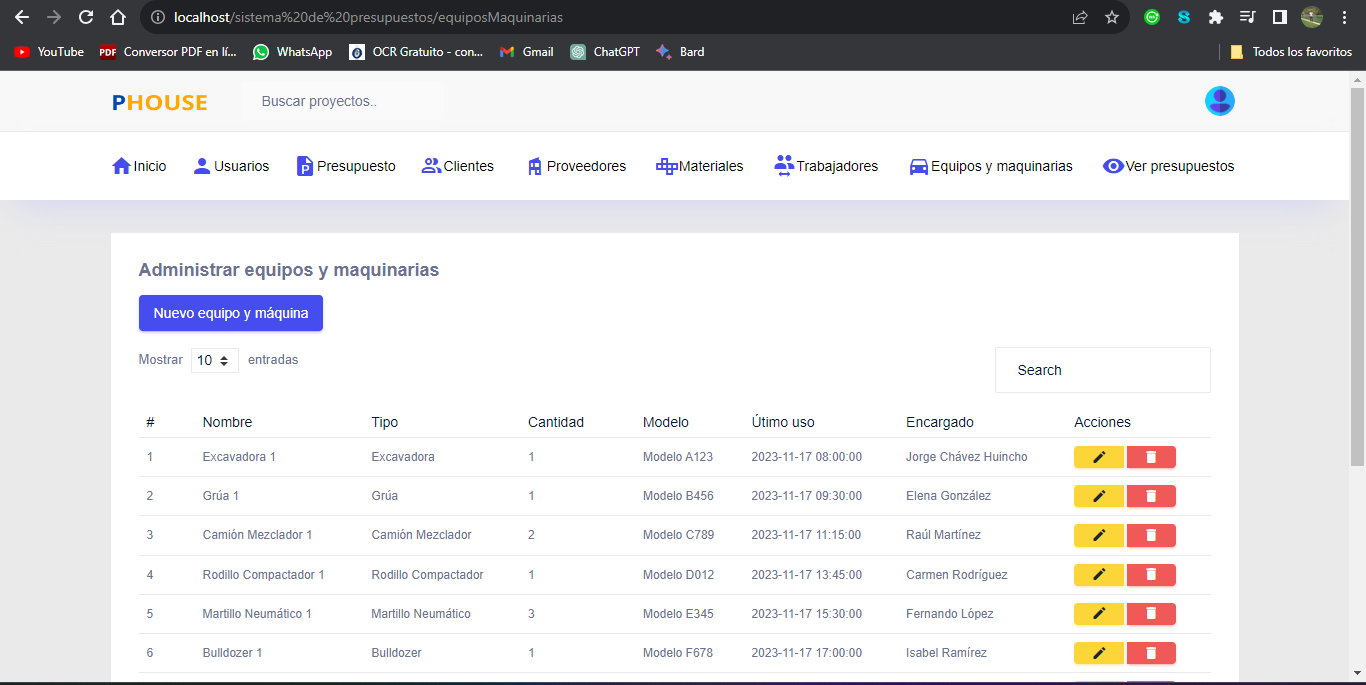 localhost/sistema%20de%20presupuestos/equiposMaquinarias
YouTube PDF Conversor PDF en lí... WhatsApp OCR Gratuito - con... Gmail ChatGPT Bard Todos los favoritos
PHOUSE Buscar proyectos..
Inicio Usuarios Presupuesto Clientes Proveedores Materiales Trabajadores Equipos y maquinarias Ver presupuestos
Administrar equipos y maquinarias
Nuevo equipo y máquina
Mostrar 10 entradas
Search
# Nombre Tipo Cantidad Modelo Útimo uso Encargado Acciones
1 Excavadora 1 Excavadora 1 Modelo A123 2023-11-17 08:00:00 Jorge Chávez Huincho
2 Grúa 1 Grúa 1 Modelo B456 2023-11-17 09:30:00 Elena González
3 Camión Mezclador 1 Camión Mezclador 2 Modelo C789 2023-11-17 11:15:00 Raúl Martínez
4 Rodillo Compactador 1 Rodillo Compactador 1 Modelo D012 2023-11-17 13:45:00 Carmen Rodríguez
5 Martillo Neumático 1 Martillo Neumático 3 Modelo E345 2023-11-17 15:30:00 Fernando López
6 Bulldozer 1 Bulldozer 1 Modelo F678 2023-11-17 17:00:00 Isabel Ramírez